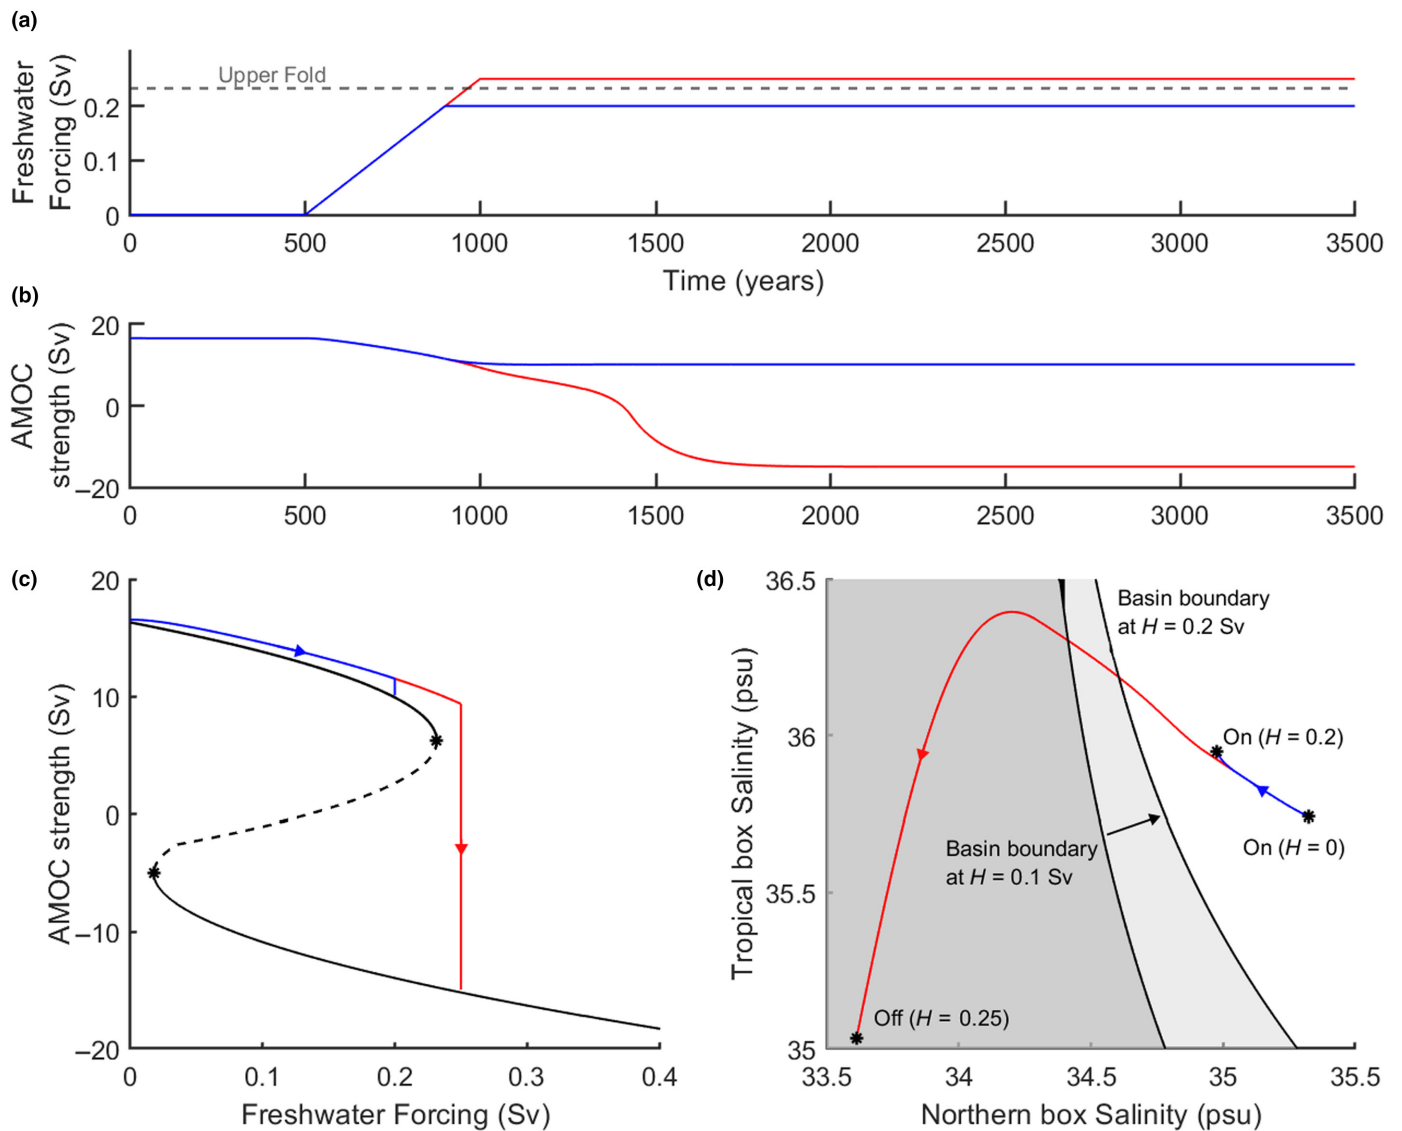 (a)
Freshwater
Forcing (Sv)
Upper Fold
0.2
0.1
0
0 500 1000 1500 2000 2500 3000 3500
Time (years)
(b)
AMOC
strength (Sv)
20
0
–20
0 500 1000 1500 2000 2500 3000 3500
(c)
AMOC strength (Sv)
20
10
0
–10
–20
0 0.1 0.2 0.3 0.4
Freshwater Forcing (Sv)
(d)
Tropical box Salinity (psu)
36.5
36
35.5
35
Basin boundary
at H = 0.2 Sv
On (H = 0.2)
On (H = 0)
Basin boundary
at H = 0.1 Sv
Off (H = 0.25)
33.5 34 34.5 35 35.5
Northern box Salinity (psu)